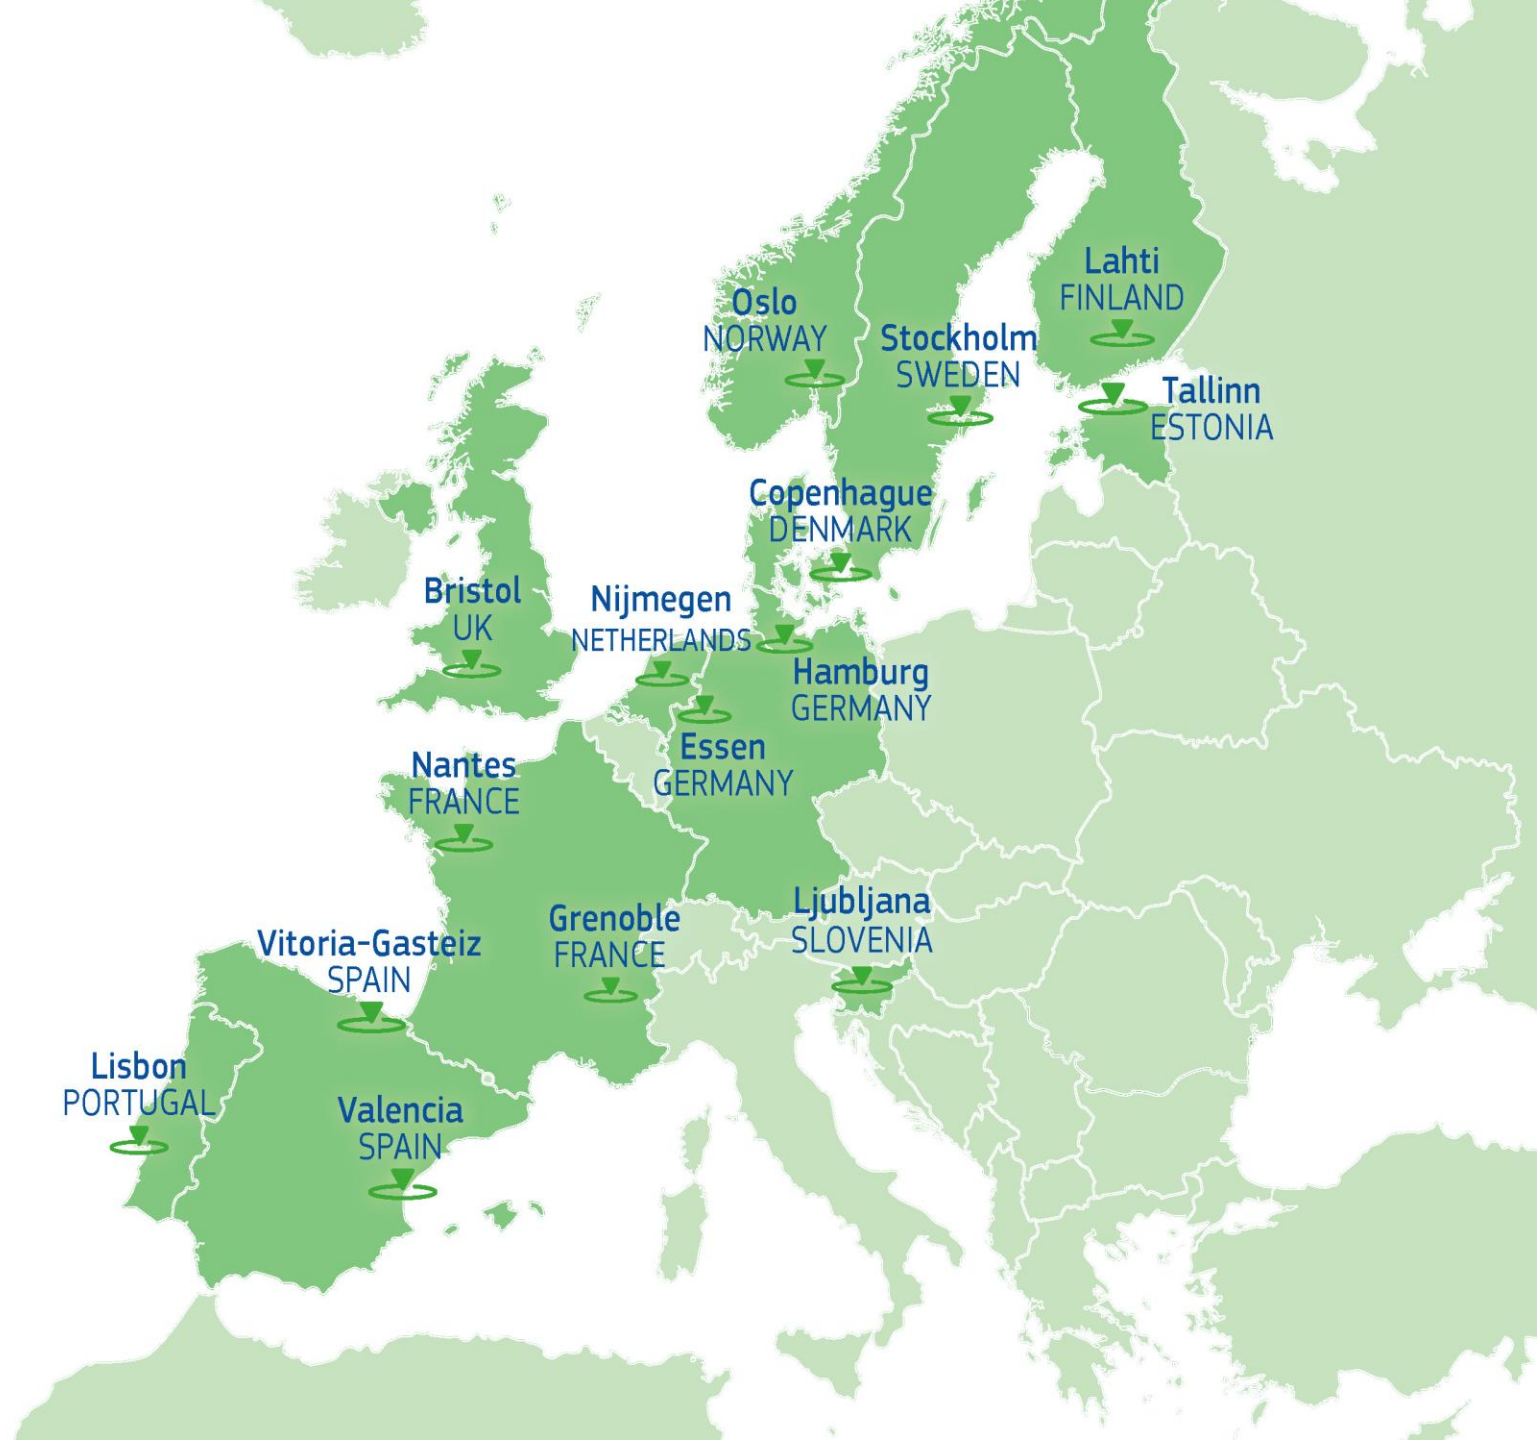 Lahti
FINLAND
Oslo
NORWAY
Stockholm
SWEDEN
Tallinn
ESTONIA
Copenhague
DENMARK
Bristol
UK
Nijmegen
NETHERLANDS
Hamburg
GERMANY
Essen
GERMANY
Nantes
FRANCE
Ljubljana
SLOVENIA
Grenoble
FRANCE
Vitoria-Gasteiz
SPAIN
Lisbon
PORTUGAL
Valencia
SPAIN